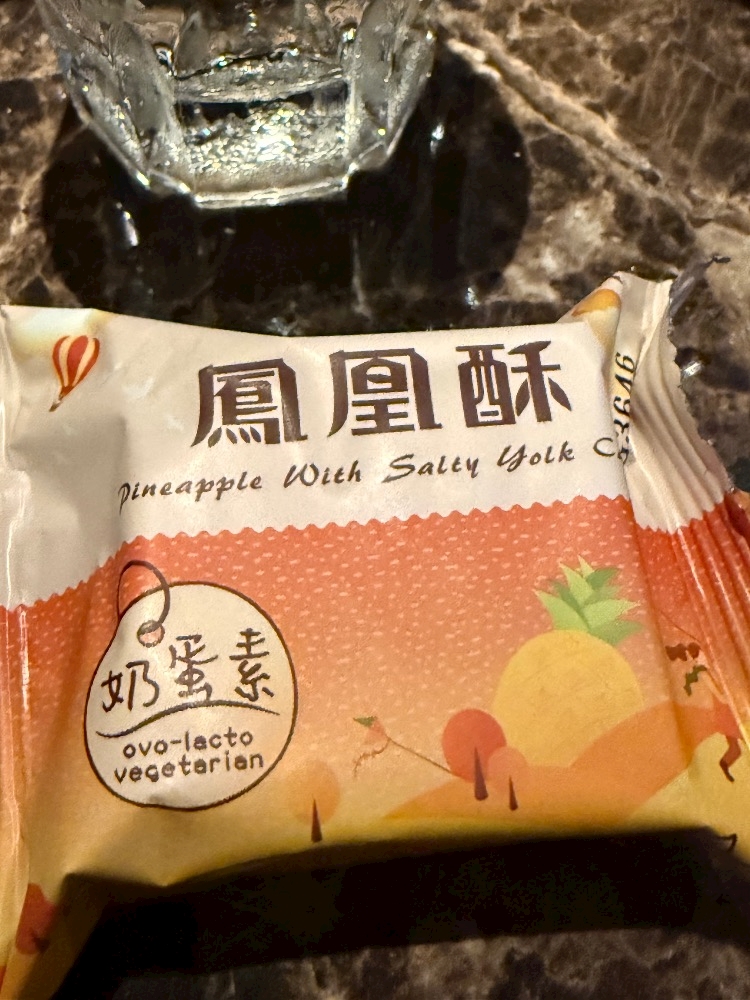 鳳凰酥
Pineapple With Salty Yolk
奶蛋素
ovo-lacto
vegetarian